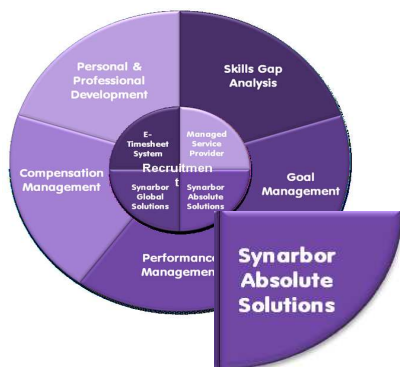 Personal &
Professional
Development
Skills Gap
Analysis
E-
Timesheet
System
Managed
Service
Provider
Recruitmen
t
Compensation
Management
Synarbor
Global
Solutions
Synarbor
Absolute
Solutions
Goal
Management
Performance
Management
Synarbor
Absolute
Solutions